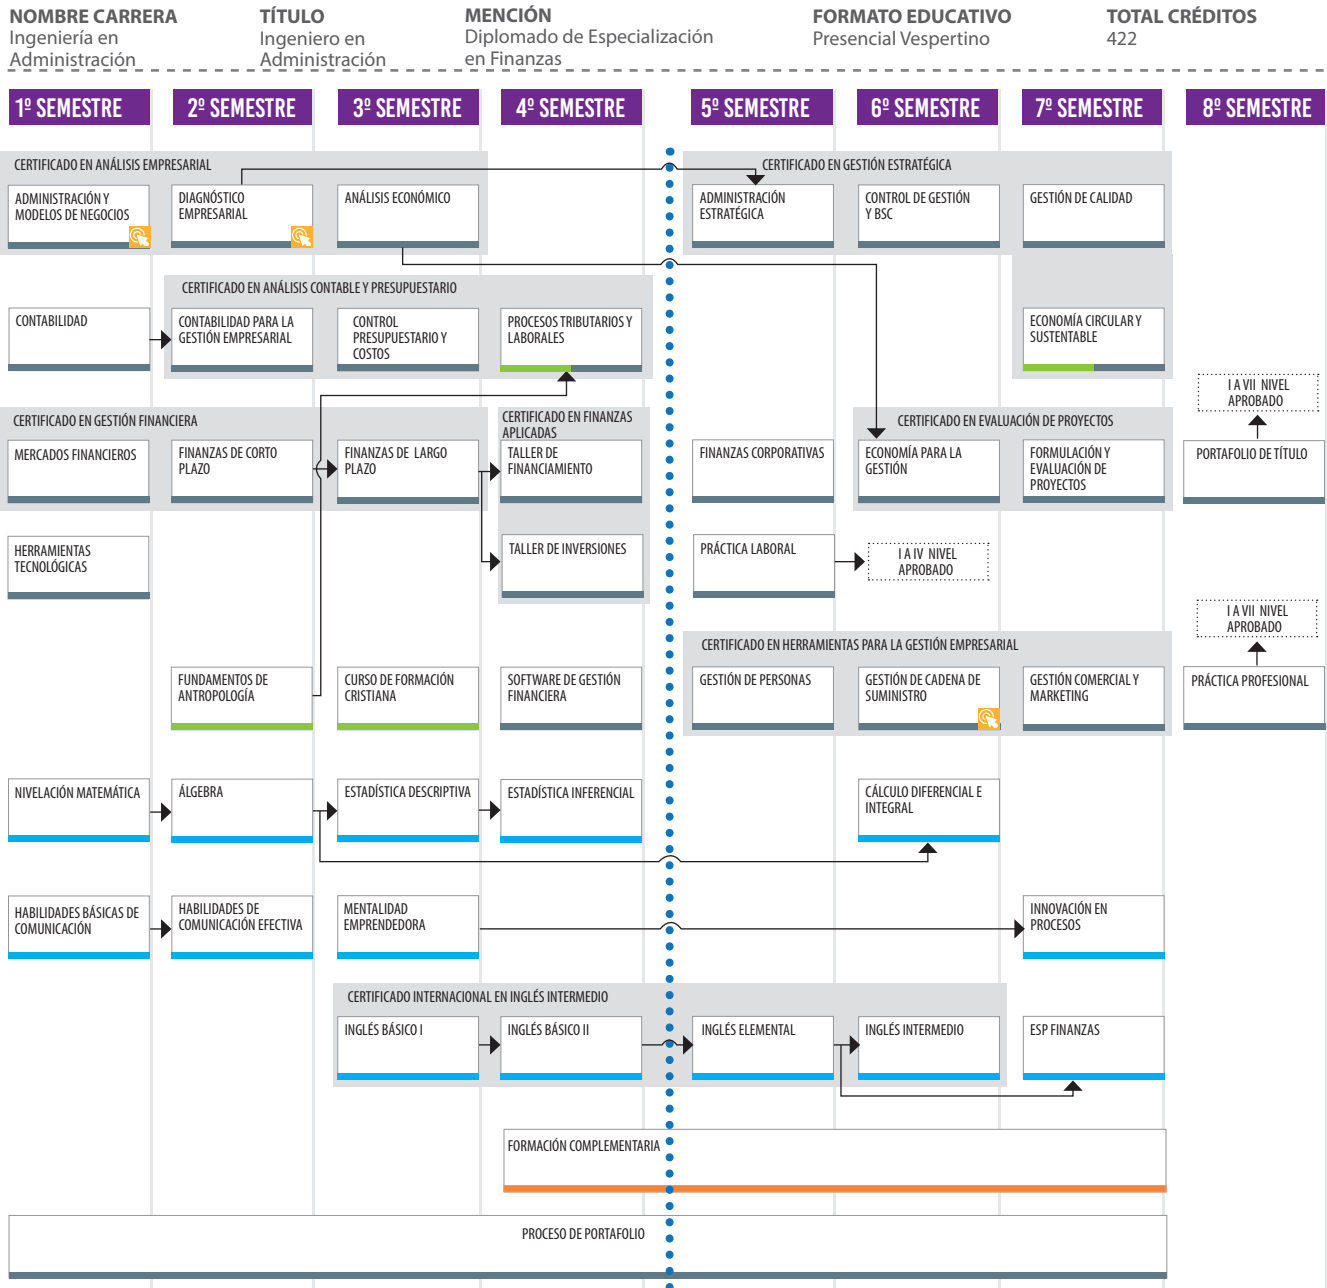 NOMBRE CARRERA
Ingeniería en
Administración
TÍTULO
Ingeniero en
Administración
MENCIÓN
Diplomado de Especialización
en Finanzas
FORMATO EDUCATIVO
Presencial Vespertino
TOTAL CRÉDITOS
422
1º SEMESTRE
2º SEMESTRE
3º SEMESTRE
4º SEMESTRE
5º SEMESTRE
6º SEMESTRE
7º SEMESTRE
8º SEMESTRE
CERTIFICADO EN ANÁLISIS EMPRESARIAL
CERTIFICADO EN GESTIÓN ESTRATÉGICA
ADMINISTRACIÓN Y
MODELOS DE NEGOCIOS
DIAGNÓSTICO
EMPRESARIAL
ANÁLISIS ECONÓMICO
ADMINISTRACIÓN
ESTRATÉGICA
CONTROL DE GESTIÓN
Y BSC
GESTIÓN DE CALIDAD
CERTIFICADO EN ANÁLISIS CONTABLE Y PRESUPUESTARIO
CONTABILIDAD
CONTABILIDAD PARA LA
GESTIÓN EMPRESARIAL
CONTROL
PRESUPUESTARIO Y
COSTOS
PROCESOS TRIBUTARIOS Y
LABORALES
ECONOMÍA CIRCULAR Y
SUSTENTABLE
I A VII NIVEL
APROBADO
CERTIFICADO EN GESTIÓN FINANCIERA
CERTIFICADO EN FINANZAS
APLICADAS
CERTIFICADO EN EVALUACIÓN DE PROYECTOS
MERCADOS FINANCIEROS
FINANZAS DE CORTO
PLAZO
FINANZAS DE LARGO
PLAZO
TALLER DE
FINANCIAMIENTO
FINANZAS CORPORATIVAS
ECONOMÍA PARA LA
GESTIÓN
FORMULACIÓN Y
EVALUACIÓN DE
PROYECTOS
PORTAFOLIO DE TÍTULO
HERRAMIENTAS
TECNOLÓGICAS
TALLER DE INVERSIONES
PRÁCTICA LABORAL
I A IV NIVEL
APROBADO
I A VII NIVEL
APROBADO
CERTIFICADO EN HERRAMIENTAS PARA LA GESTIÓN EMPRESARIAL
FUNDAMENTOS DE
ANTROPOLOGÍA
CURSO DE FORMACIÓN
CRISTIANA
SOFTWARE DE GESTIÓN
FINANCIERA
GESTIÓN DE PERSONAS
GESTIÓN DE CADENA DE
SUMINISTRO
GESTIÓN COMERCIAL Y
MARKETING
PRÁCTICA PROFESIONAL
NIVELACIÓN MATEMÁTICA
ÁLGEBRA
ESTADÍSTICA DESCRIPTIVA
ESTADÍSTICA INFERENCIAL
CÁLCULO DIFERENCIAL E
INTEGRAL
HABILIDADES BÁSICAS DE
COMUNICACIÓN
HABILIDADES DE
COMUNICACIÓN EFECTIVA
MENTALIDAD
EMPRENDEDORA
INNOVACIÓN EN
PROCESOS
CERTIFICADO INTERNACIONAL EN INGLÉS INTERMEDIO
INGLÉS BÁSICO I
INGLÉS BÁSICO II
INGLÉS ELEMENTAL
INGLÉS INTERMEDIO
ESP FINANZAS
FORMACIÓN COMPLEMENTARIA
PROCESO DE PORTAFOLIO